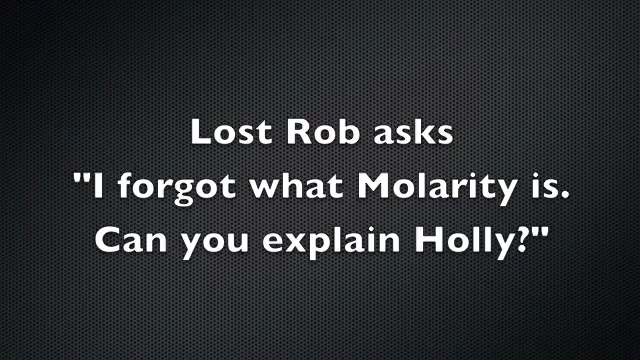 Lost Rob asks
"I forgot what Molarity is.
Can you explain Holly?"